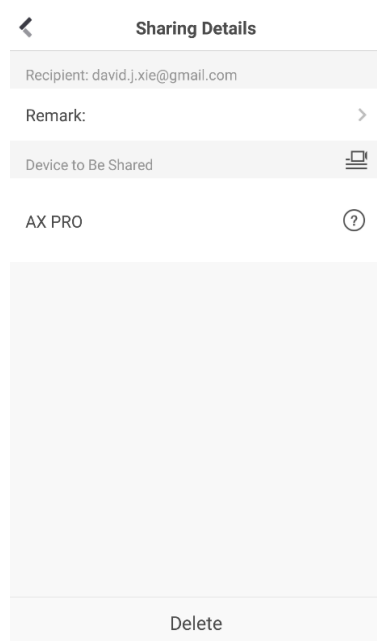 Sharing Details
Recipient: david.j.xie@gmail.com
Remark:
Device to Be Shared
AX PRO
?
Delete